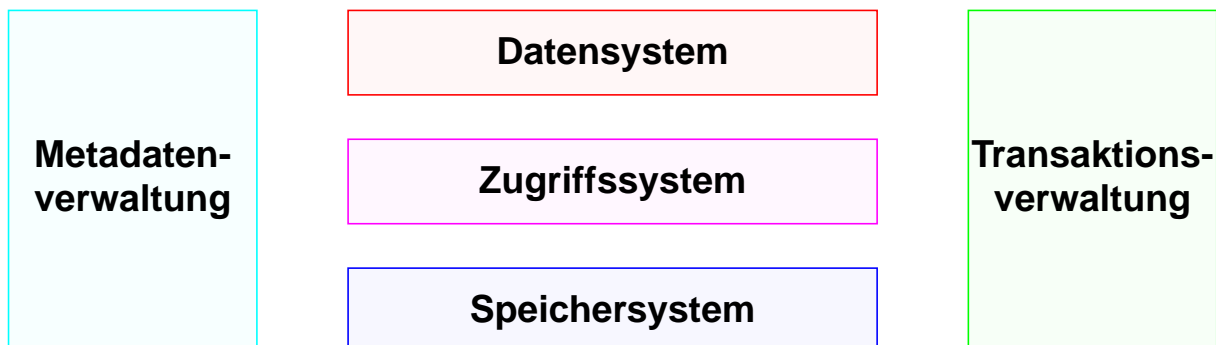 Datensystem
Metadaten-
verwaltung
Zugriffssystem
Transaktions-
verwaltung
Speichersystem